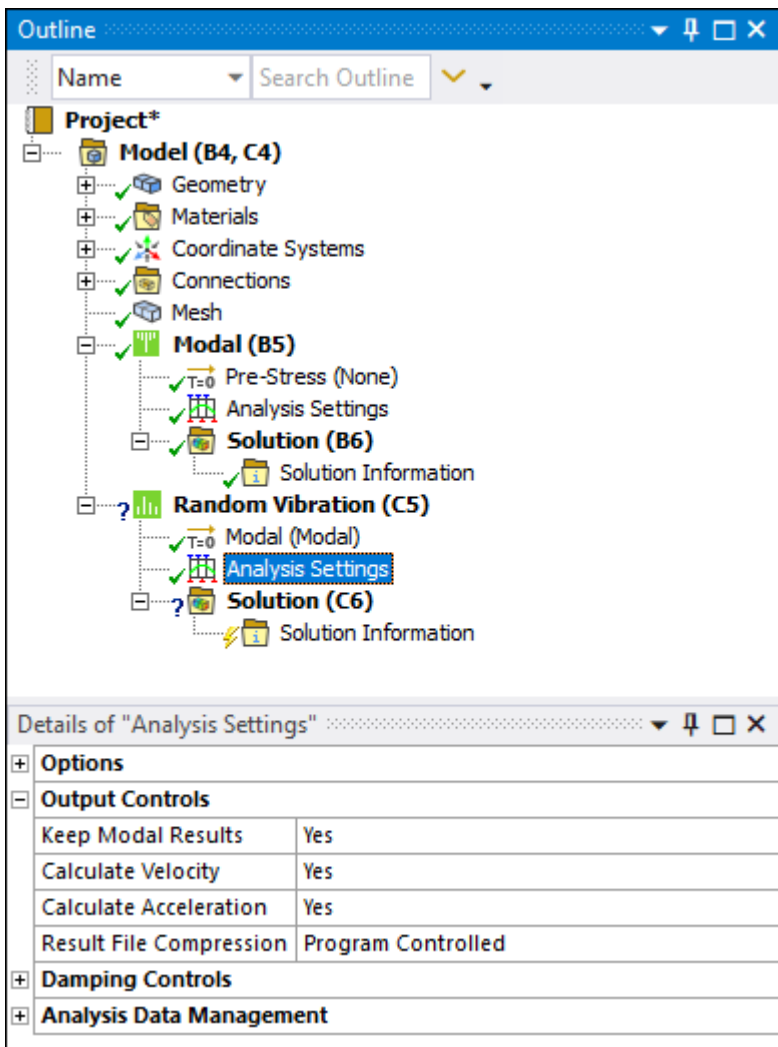 Outline
Name Search Outline
Project*
Model (B4, C4)
Geometry
Materials
Coordinate Systems
Connections
Mesh
Modal (B5)
T=0 Pre-Stress (None)
Analysis Settings
Solution (B6)
i Solution Information
? Random Vibration (C5)
T=0 Modal (Modal)
Analysis Settings
? Solution (C6)
i Solution Information
Details of "Analysis Settings"
Options
Output Controls
Keep Modal Results Yes
Calculate Velocity Yes
Calculate Acceleration Yes
Result File Compression Program Controlled
Damping Controls
Analysis Data Management